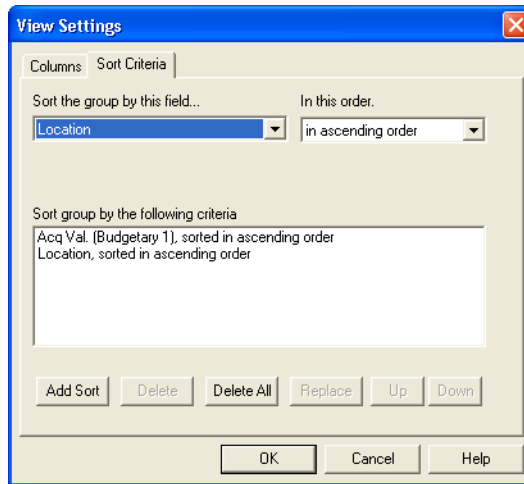 View Settings
Columns Sort Criteria
Sort the group by this field... In this order.
Location in ascending order
Sort group by the following criteria
Acq Val. (Budgetary 1), sorted in ascending order
Location, sorted in ascending order
Add Sort Delete Delete All Replace Up Down
OK Cancel Help